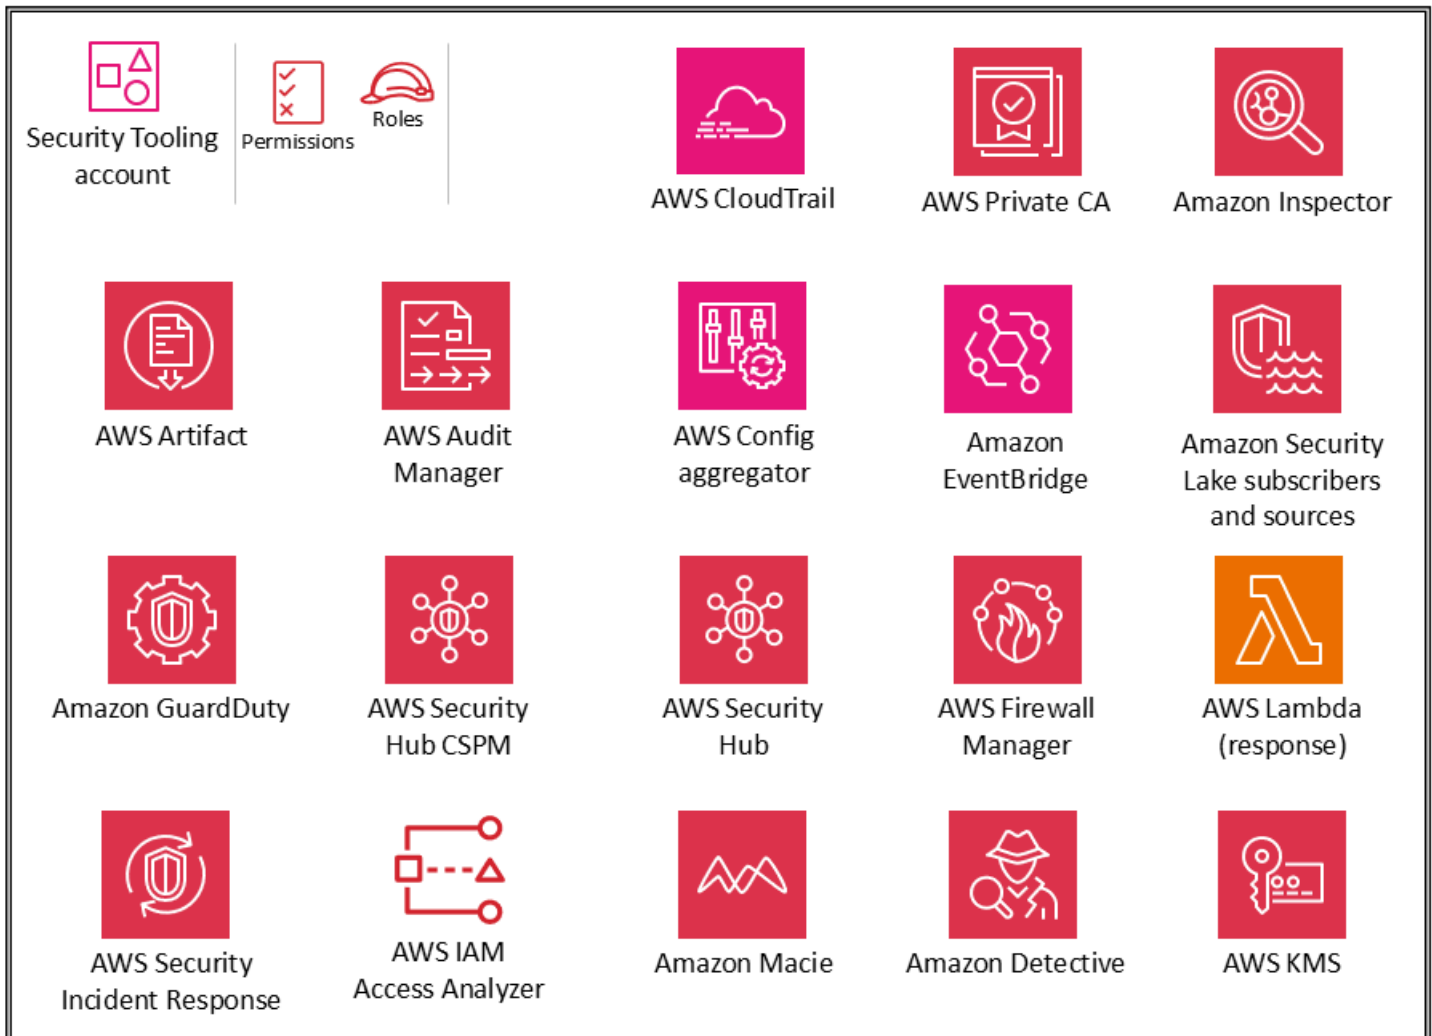 Security Tooling
account
Permissions
Roles
AWS CloudTrail
AWS Private CA
Amazon Inspector
AWS Artifact
AWS Audit
Manager
AWS Config
aggregator
Amazon
EventBridge
Amazon Security
Lake subscribers
and sources
Amazon GuardDuty
AWS Security
Hub CSPM
AWS Security
Hub
AWS Firewall
Manager
AWS Lambda
(response)
AWS Security
Incident Response
AWS IAM
Access Analyzer
Amazon Macie
Amazon Detective
AWS KMS